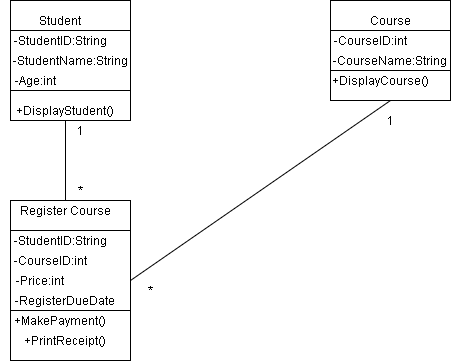 Student
-StudentID:String
-StudentName:String
-Age:int
+DisplayStudent()
1
*
Course
-CourseID:int
-CourseName:String
+DisplayCourse()
1
*
Register Course
-StudentID:String
-CourseID:int
-Price:int
-RegisterDueDate
+MakePayment()
+PrintReceipt()